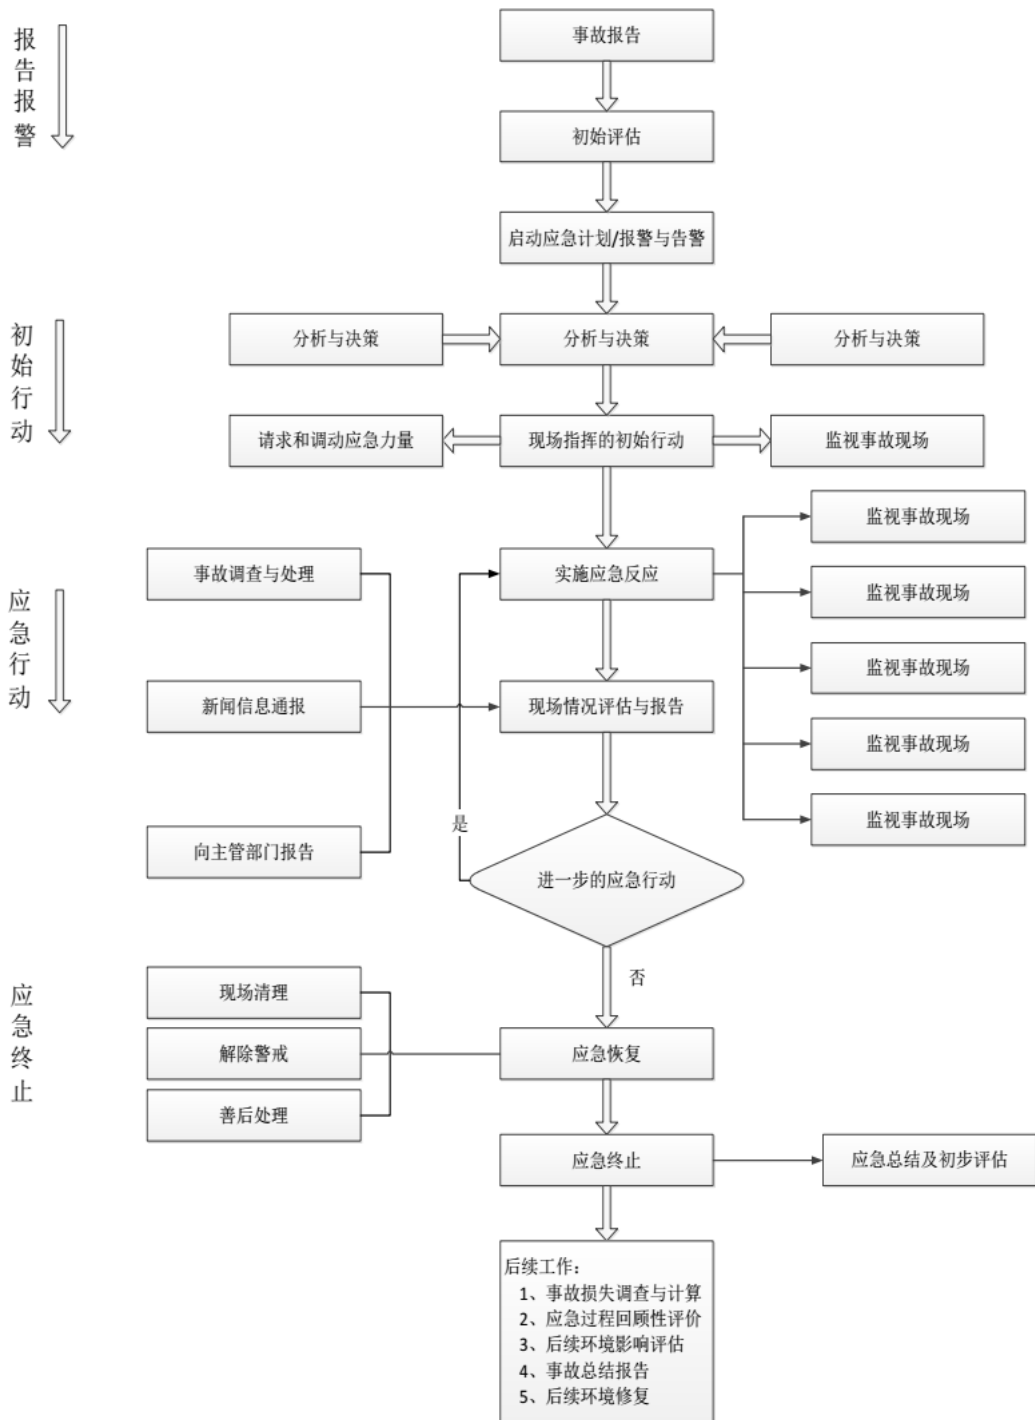 报告报警
事故报告
初始评估
启动应急计划/报警与告警
初始行动
分析与决策
分析与决策
分析与决策
请求和调动应急力量
现场指挥的初始行动
监视事故现场
监视事故现场
应急行动
事故调查与处理
实施应急反应
监视事故现场
监视事故现场
新闻信息通报
现场情况评估与报告
监视事故现场
监视事故现场
是
向主管部门报告
进一步的应急行动
否
应急终止
现场清理
解除警戒
应急恢复
善后处理
应急终止
应急总结及初步评估
后续工作：
1、事故损失调查与计算
2、应急过程回顾性评价
3、后续环境影响评估
4、事故总结报告
5、后续环境修复